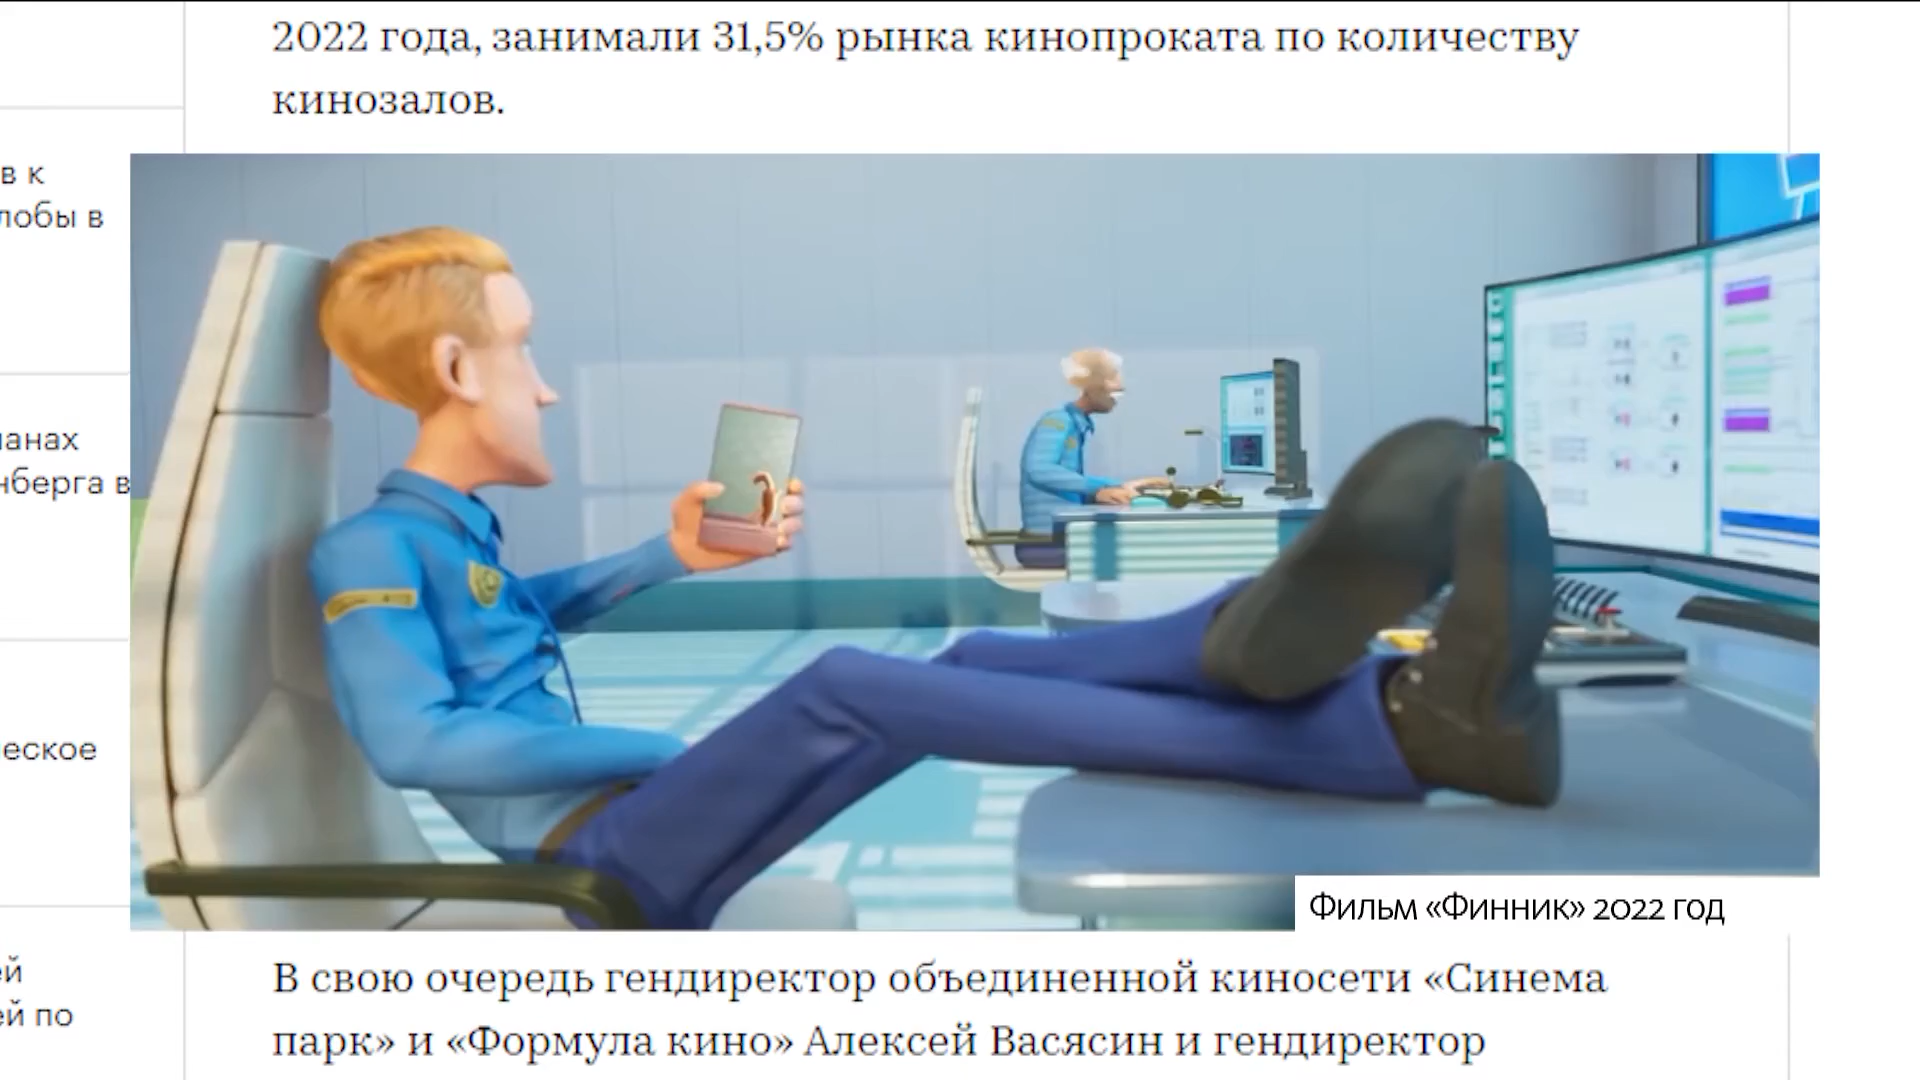 2022 года, занимали 31,5% рынка кинопроката по количеству
кинозалов.
в к
лобы в
анах
нберга в
еское
ей
ей по
Фильм «Финник» 2022 год
В свою очередь гендиректор объединенной киносети «Синема
парк» и «Формула кино» Алексей Васясин и гендиректор